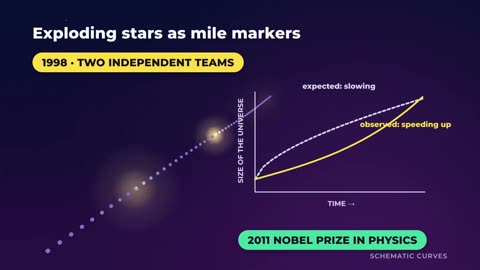 Exploding stars as mile markers
1998 • TWO INDEPENDENT TEAMS
expected: slowing
observed: speeding up
SIZE OF THE UNIVERSE
TIME →
2011 NOBEL PRIZE IN PHYSICS
SCHEMATIC CURVES